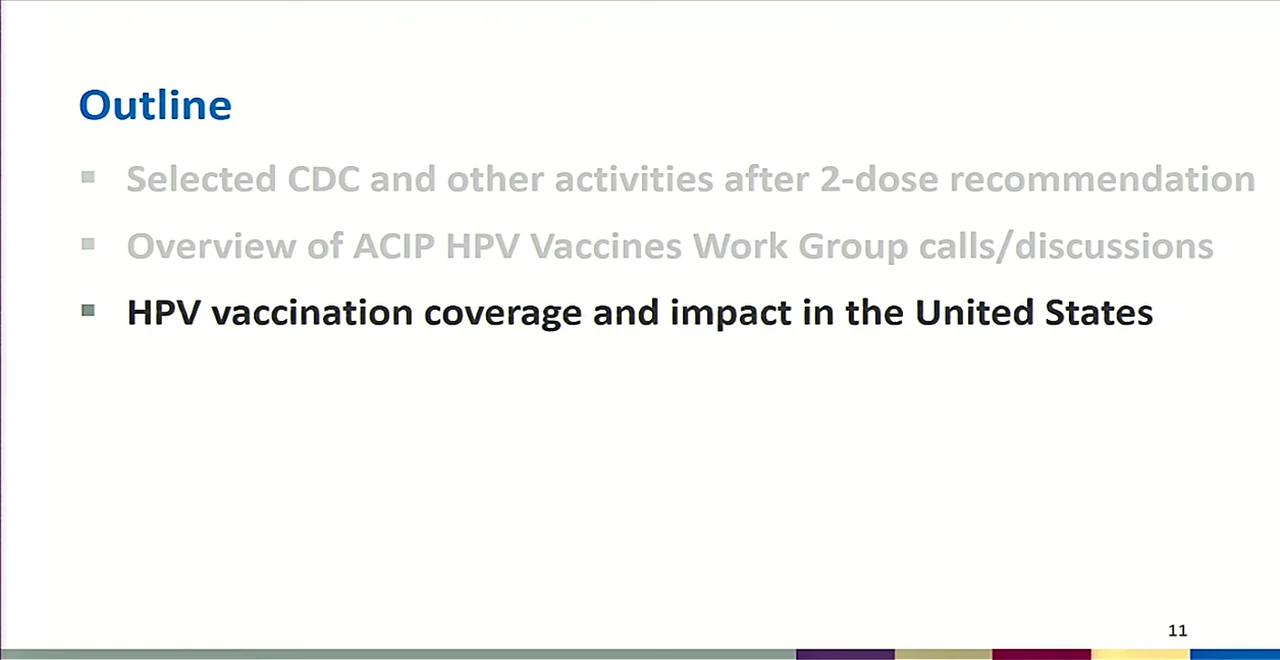 Outline
Selected CDC and other activities after 2-dose recommendation
Overview of ACIP HPV Vaccines Work Group calls/discussions
HPV vaccination coverage and impact in the United States
11